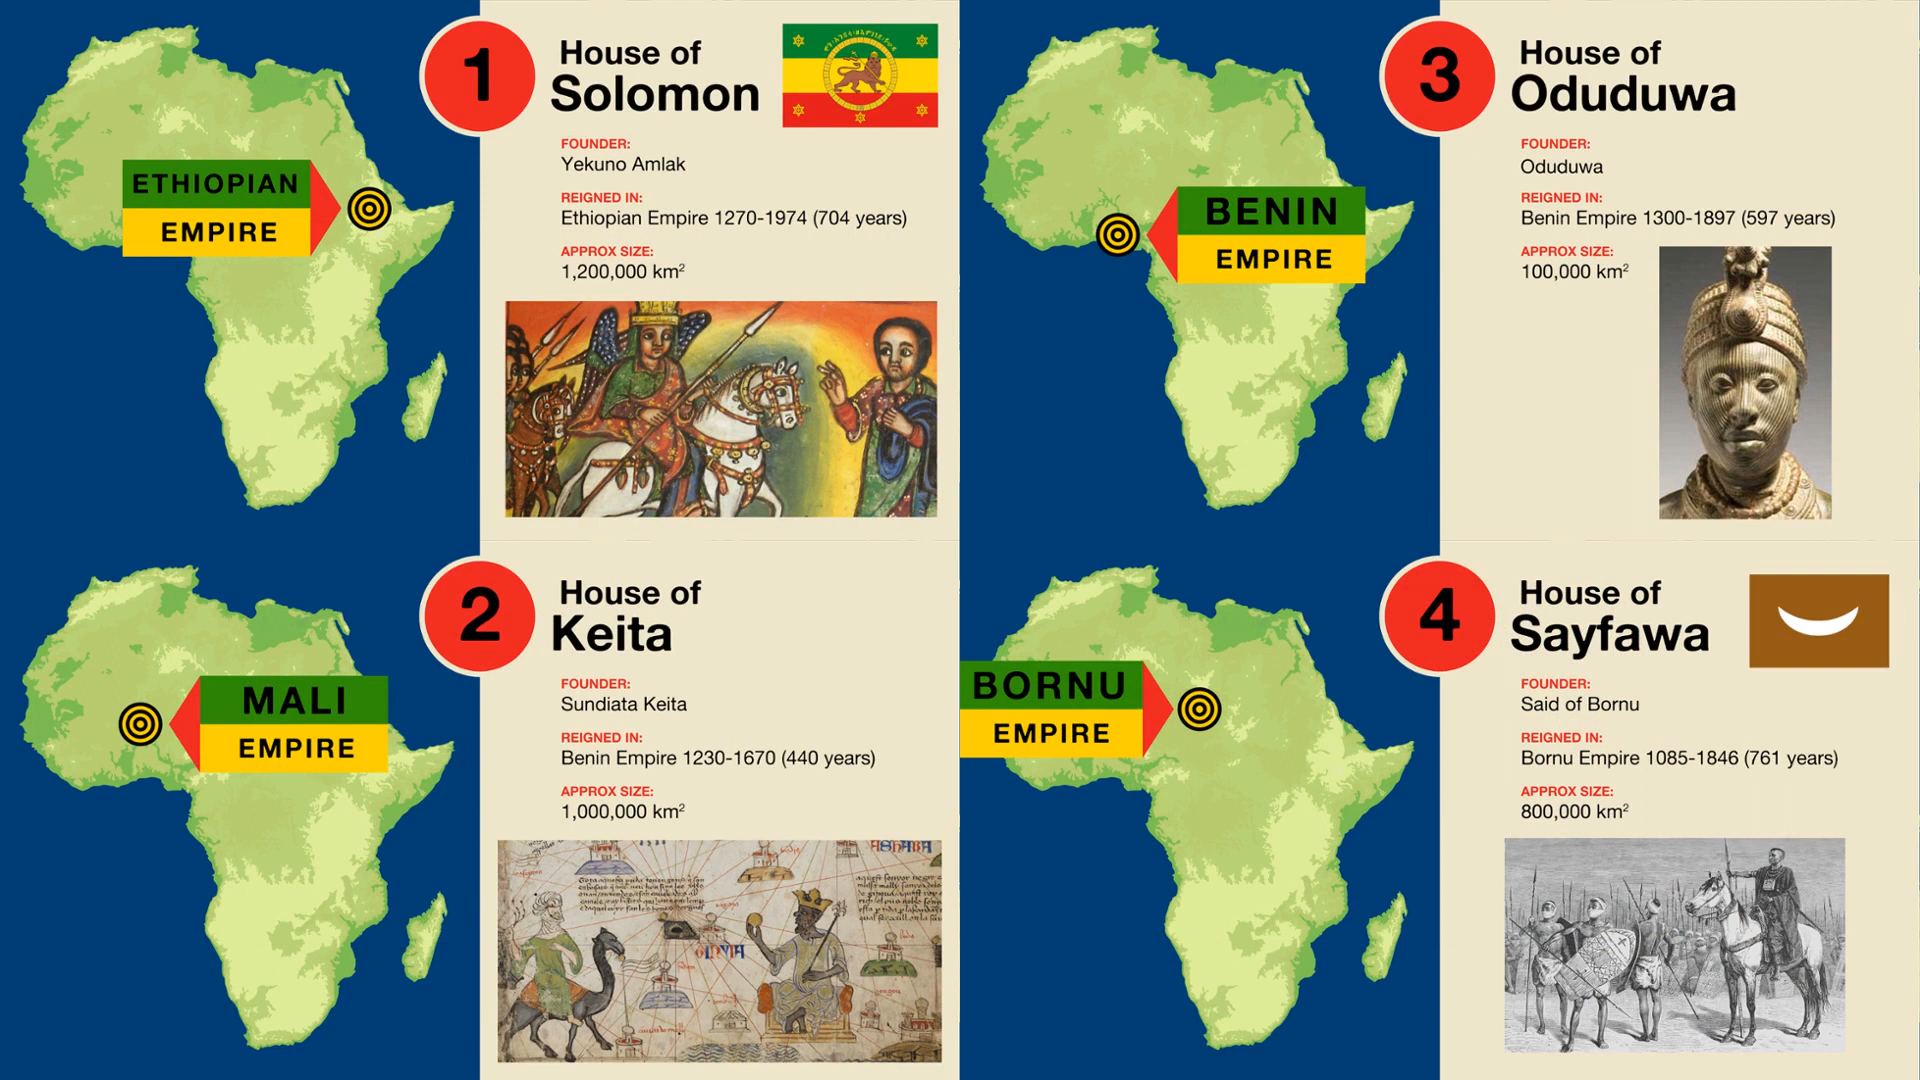 ETHIOPIAN
EMPIRE
1
House of
Solomon
FOUNDER:
Yekuno Amlak
REIGNED IN:
Ethiopian Empire 1270-1974 (704 years)
APPROX SIZE:
1,200,000 km²
BENIN
EMPIRE
3
House of
Oduduwa
FOUNDER:
Oduduwa
REIGNED IN:
Benin Empire 1300-1897 (597 years)
APPROX SIZE:
100,000 km²
MALI
EMPIRE
2
House of
Keita
FOUNDER:
Sundiata Keita
REIGNED IN:
Benin Empire 1230-1670 (440 years)
APPROX SIZE:
1,000,000 km²
BORNU
EMPIRE
4
House of
Sayfawa
FOUNDER:
Said of Bornu
REIGNED IN:
Bornu Empire 1085-1846 (761 years)
APPROX SIZE:
800,000 km²